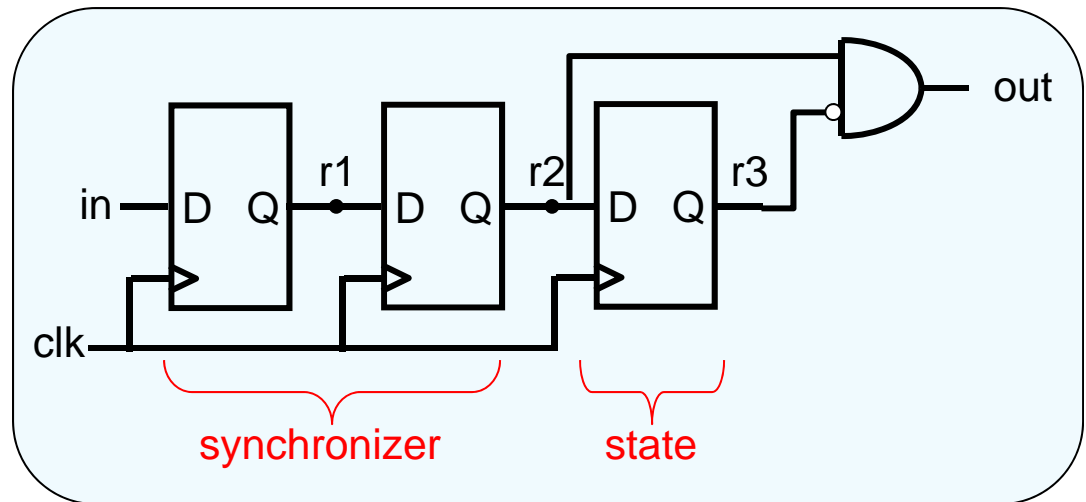 out
r1
r2
r3
in
D Q
D Q
D Q
clk
synchronizer
state